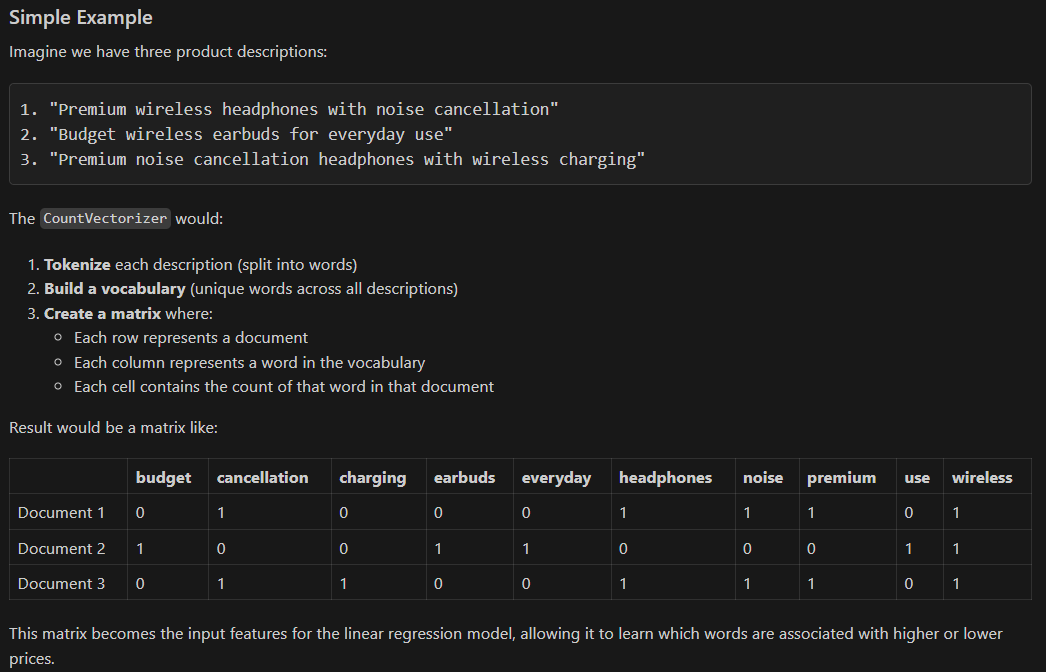 Simple Example
Imagine we have three product descriptions:
1. "Premium wireless headphones with noise cancellation"
2. "Budget wireless earbuds for everyday use"
3. "Premium noise cancellation headphones with wireless charging"
The CountVectorizer would:
1. Tokenize each description (split into words)
2. Build a vocabulary (unique words across all descriptions)
3. Create a matrix where:
○ Each row represents a document
○ Each column represents a word in the vocabulary
○ Each cell contains the count of that word in that document
Result would be a matrix like:
budget cancellation charging earbuds everyday headphones noise premium use wireless
Document 1 0 1 0 0 0 1 1 1 0 1
Document 2 1 0 0 1 1 0 0 0 1 1
Document 3 0 1 1 0 0 1 1 1 0 1
This matrix becomes the input features for the linear regression model, allowing it to learn which words are associated with higher or lower
prices.